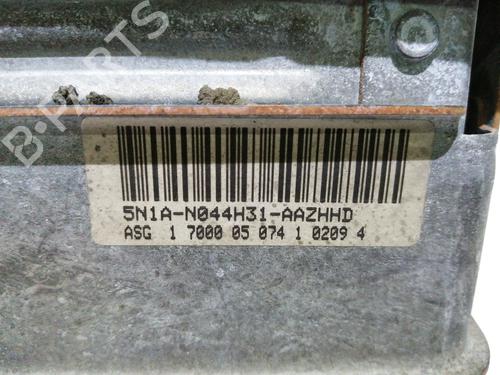 B-PARTS
5N1A-N044H31-AAZHHD
ASG 1 7000 05 074 1 0209 4